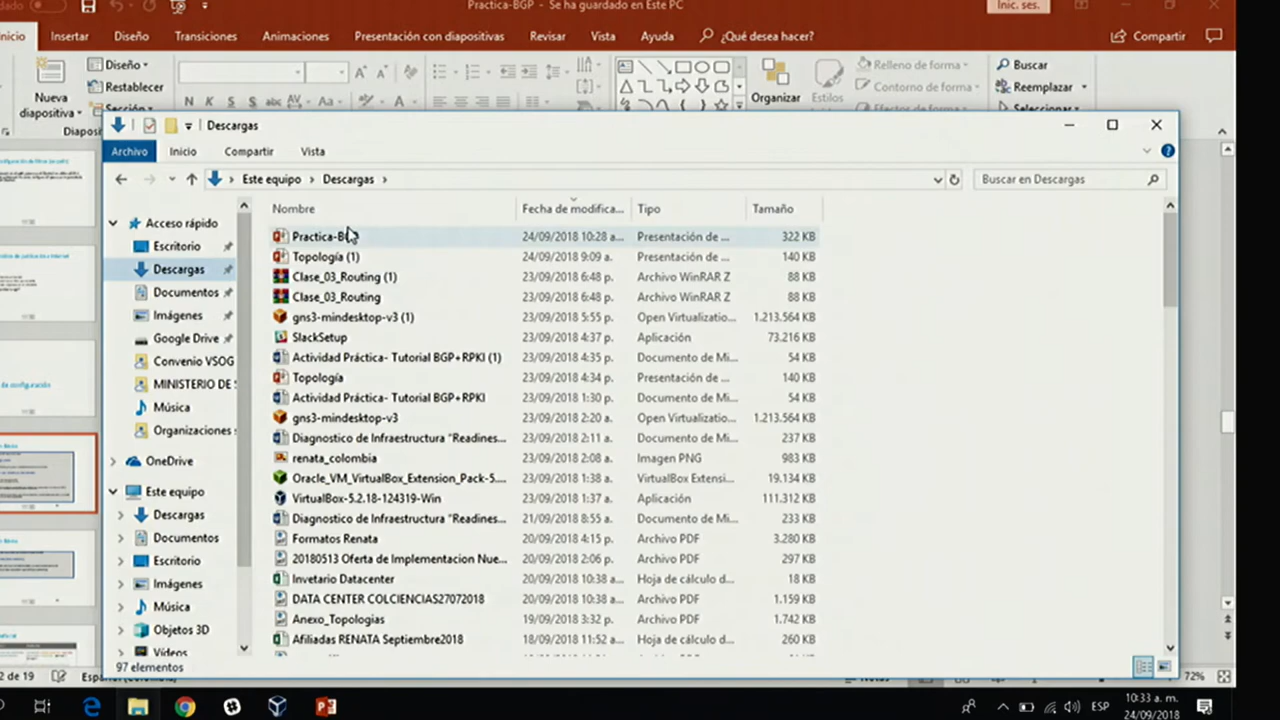 Practica-BGP - Se ha guardado en Este PC
Inic. ses.
Inicio Insertar Diseño Transiciones Animaciones Presentación con diapositivas Revisar Vista Ayuda ¿Qué desea hacer? Compartir
Nueva
diapositiva
Diseño
Restablecer
Sección
Organizar
Estilos
Relleno de forma
Contorno de forma
Efectos de forma
Buscar
Reemplazar
Seleccionar
Descargas
Archivo Inicio Compartir Vista
Este equipo > Descargas >
Buscar en Descargas
Acceso rápido
Escritorio
Descargas
Documentos
Imágenes
Google Drive
Convenio VSOG
MINISTERIO DE
Música
Organizaciones
OneDrive
Este equipo
Descargas
Documentos
Escritorio
Imágenes
Música
Objetos 3D
Vídeos
Nombre Fecha de modifica... Tipo Tamaño
Practica-BGP 24/09/2018 10:28 a... Presentación de ... 322 KB
Topología (1) 24/09/2018 9:09 a. Presentación de ... 140 KB
Clase_03_Routing (1) 23/09/2018 6:48 p. Archivo WinRAR Z 88 KB
Clase_03_Routing 23/09/2018 6:48 p. Archivo WinRAR Z 88 KB
gns3-mindesktop-v3 (1) 23/09/2018 5:55 p. Open Virtualizatio... 1.213.564 KB
SlackSetup 23/09/2018 4:37 p. Aplicación 73.216 KB
Actividad Práctica- Tutorial BGP+RPKI (1) 23/09/2018 4:35 p. Documento de Mi... 54 KB
Topología 23/09/2018 4:34 p. Presentación de ... 140 KB
Actividad Práctica- Tutorial BGP+RPKI 23/09/2018 1:30 p. Documento de Mi... 54 KB
gns3-mindesktop-v3 23/09/2018 2:20 a. Open Virtualizatio... 1.213.564 KB
Diagnostico de Infraestructura "Readines... 23/09/2018 2:11 a. Documento de Mi... 237 KB
renata_colombia 23/09/2018 2:08 a. Imagen PNG 983 KB
Oracle_VM_VirtualBox_Extension_Pack-5.... 23/09/2018 1:38 a. VirtualBox Extensi... 19.134 KB
VirtualBox-5.2.18-124319-Win 23/09/2018 1:37 a. Aplicación 111.312 KB
Diagnostico de Infraestructura "Readines... 21/09/2018 8:55 a. Documento de Mi... 233 KB
Formatos Renata 20/09/2018 4:15 p. Archivo PDF 3.280 KB
20180513 Oferta de Implementacion Nue... 20/09/2018 2:06 p. Archivo PDF 297 KB
Invetario Datacenter 20/09/2018 10:38 a... Hoja de cálculo d... 18 KB
DATA CENTER COLCIENCIAS27072018 20/09/2018 10:38 a... Archivo PDF 1.159 KB
Anexo_Topologias 19/09/2018 3:32 p. Archivo PDF 1.742 KB
Afiliadas RENATA Septiembre2018 18/09/2018 11:52 a... Hoja de cálculo d... 260 KB
97 elementos
2 de 19
72%
ESP
10:33 a. m.
24/09/2018